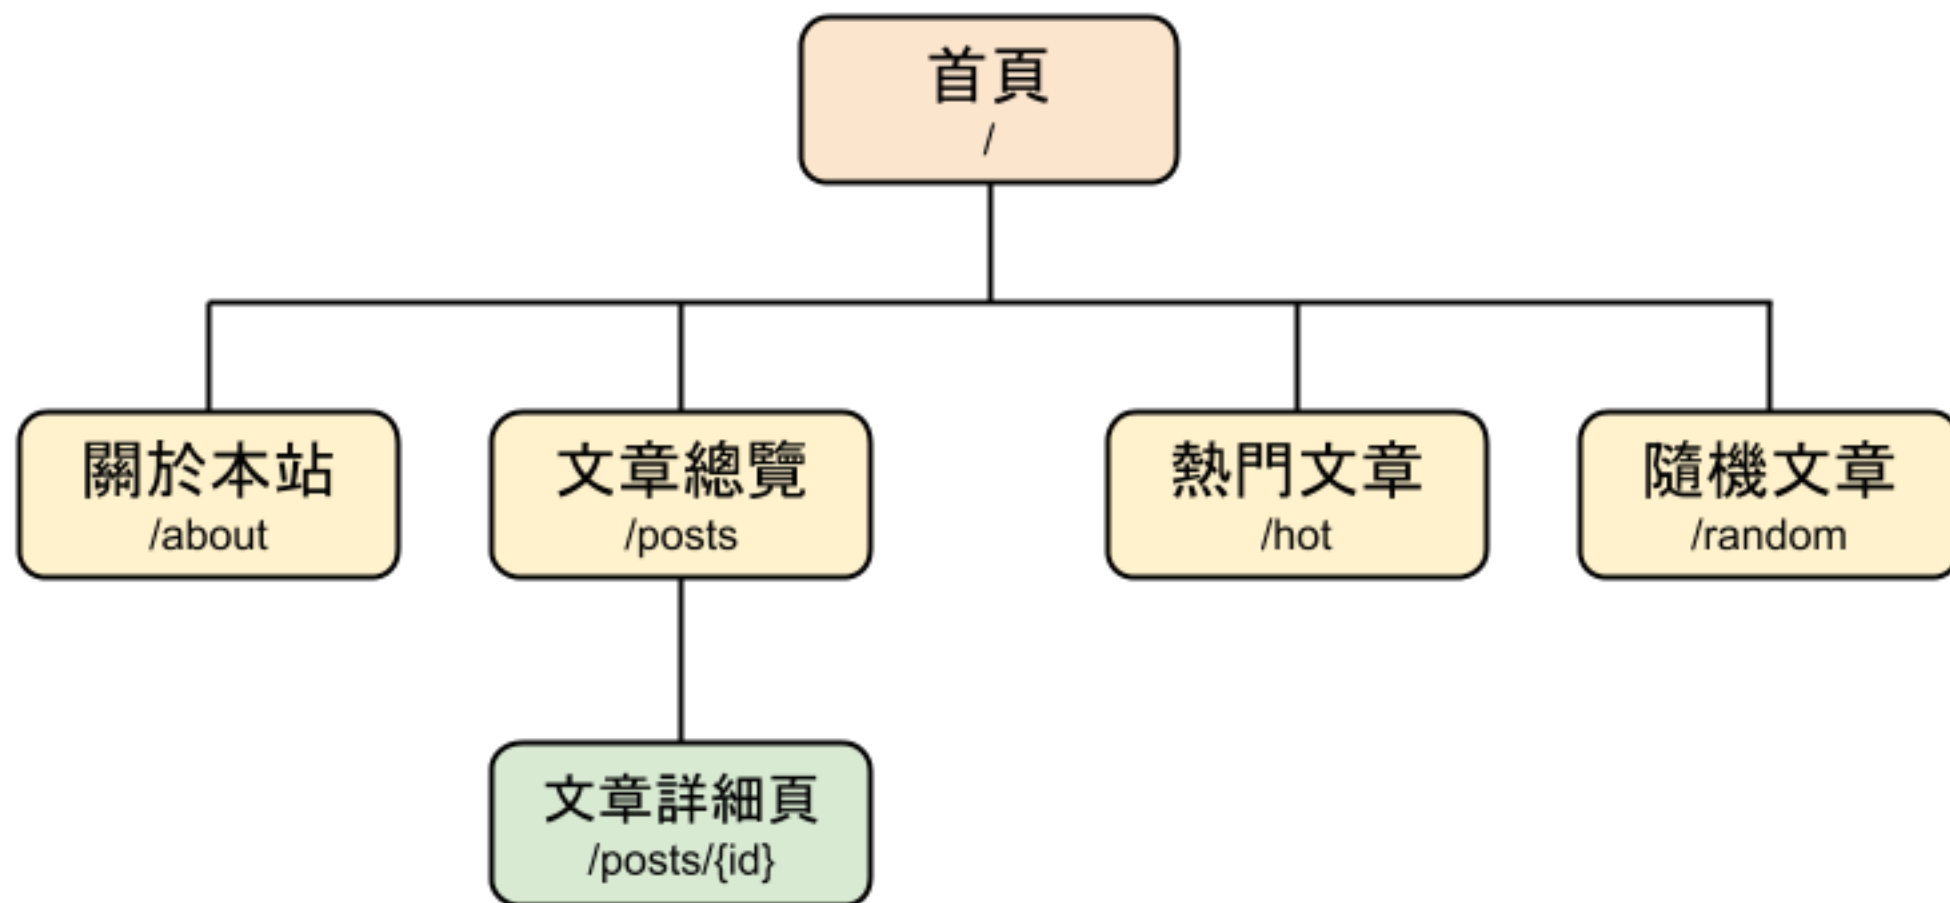 首頁
/
關於本站
/about
文章總覽
/posts
熱門文章
/hot
隨機文章
/random
文章詳細頁
/posts/{id}